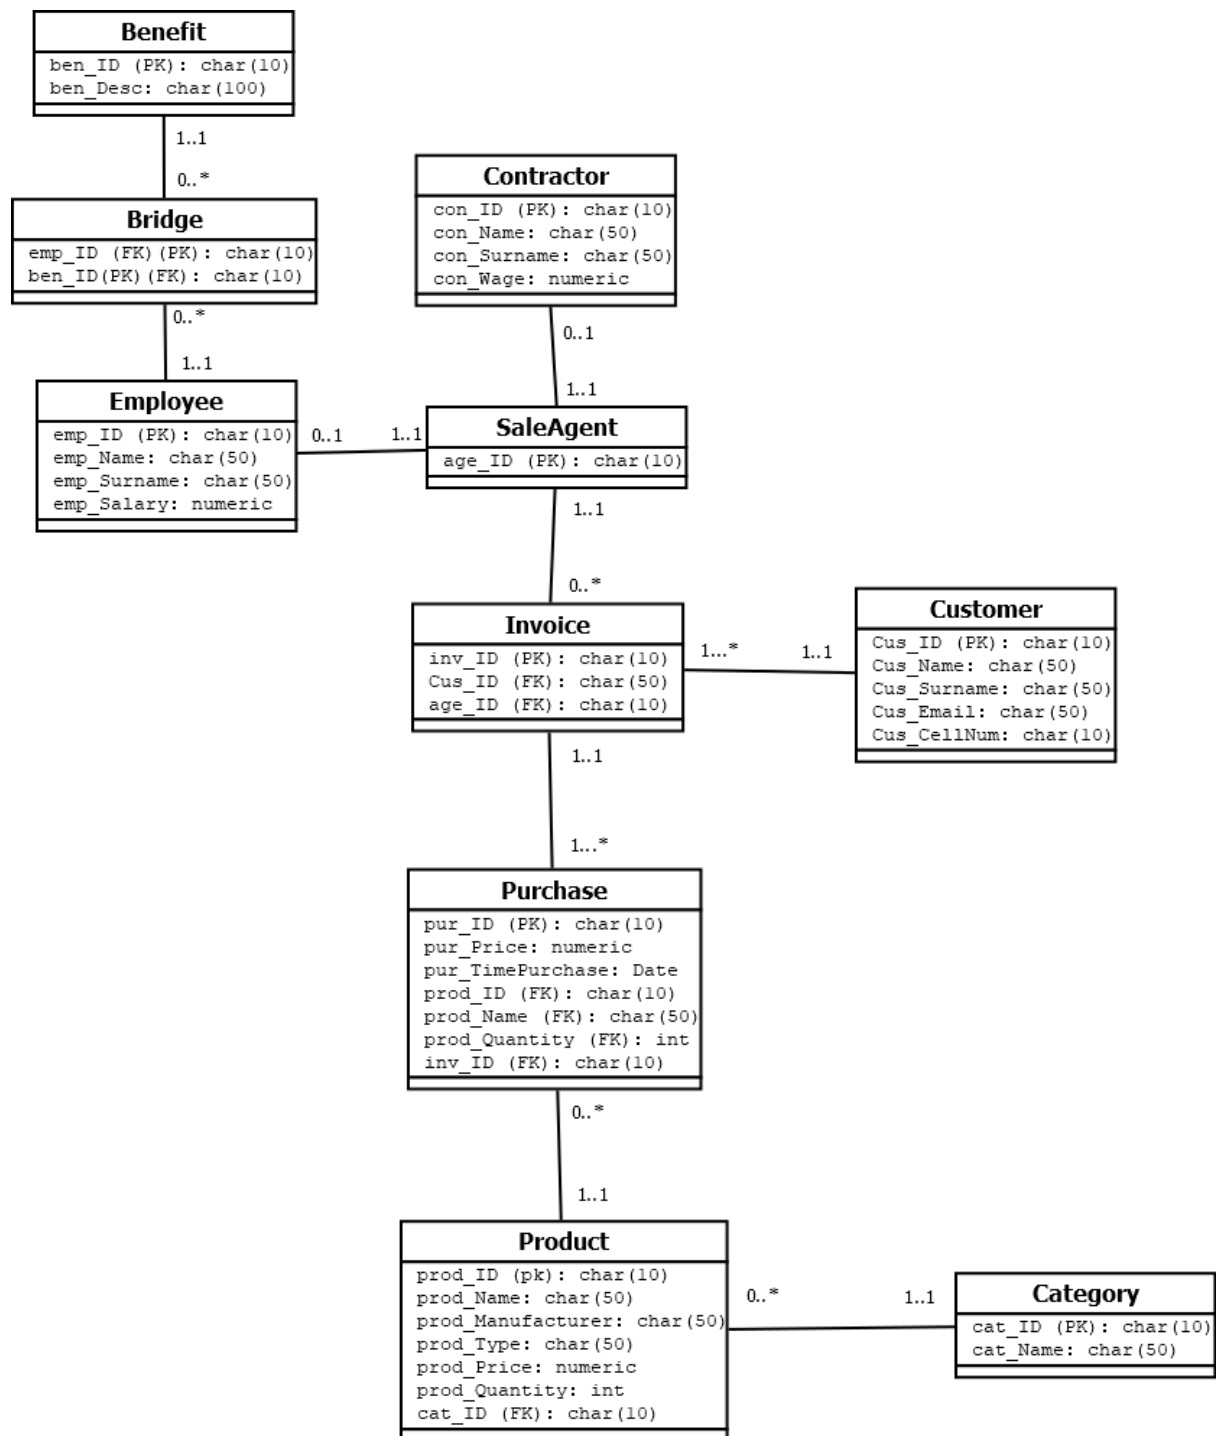 Benefit
ben_ID (PK): char(10)
ben_Desc: char(100)
1..1
0..*
Bridge
emp_ID (FK)(PK): char(10)
ben_ID(PK)(FK): char(10)
0..*
1..1
Contractor
con_ID (PK): char(10)
con_Name: char(50)
con_Surname: char(50)
con_Wage: numeric
0..1
1..1
Employee
emp_ID (PK): char(10)
emp_Name: char(50)
emp_Surname: char(50)
emp_Salary: numeric
0..1
1..1
SaleAgent
age_ID (PK): char(10)
1..1
0..*
Invoice
inv_ID (PK): char(10)
Cus_ID (FK): char(50)
age_ID (FK): char(10)
1...*
1..1
Customer
Cus_ID (PK): char(10)
Cus_Name: char(50)
Cus_Surname: char(50)
Cus_Email: char(50)
Cus_CellNum: char(10)
1..1
1...*
Purchase
pur_ID (PK): char(10)
pur_Price: numeric
pur_TimePurchase: Date
prod_ID (FK): char(10)
prod_Name (FK): char(50)
prod_Quantity (FK): int
inv_ID (FK): char(10)
0..*
1..1
Product
prod_ID (pk): char(10)
prod_Name: char(50)
prod_Manufacturer: char(50)
prod_Type: char(50)
prod_Price: numeric
prod_Quantity: int
cat_ID (FK): char(10)
0..*
1..1
Category
cat_ID (PK): char(10)
cat_Name: char(50)